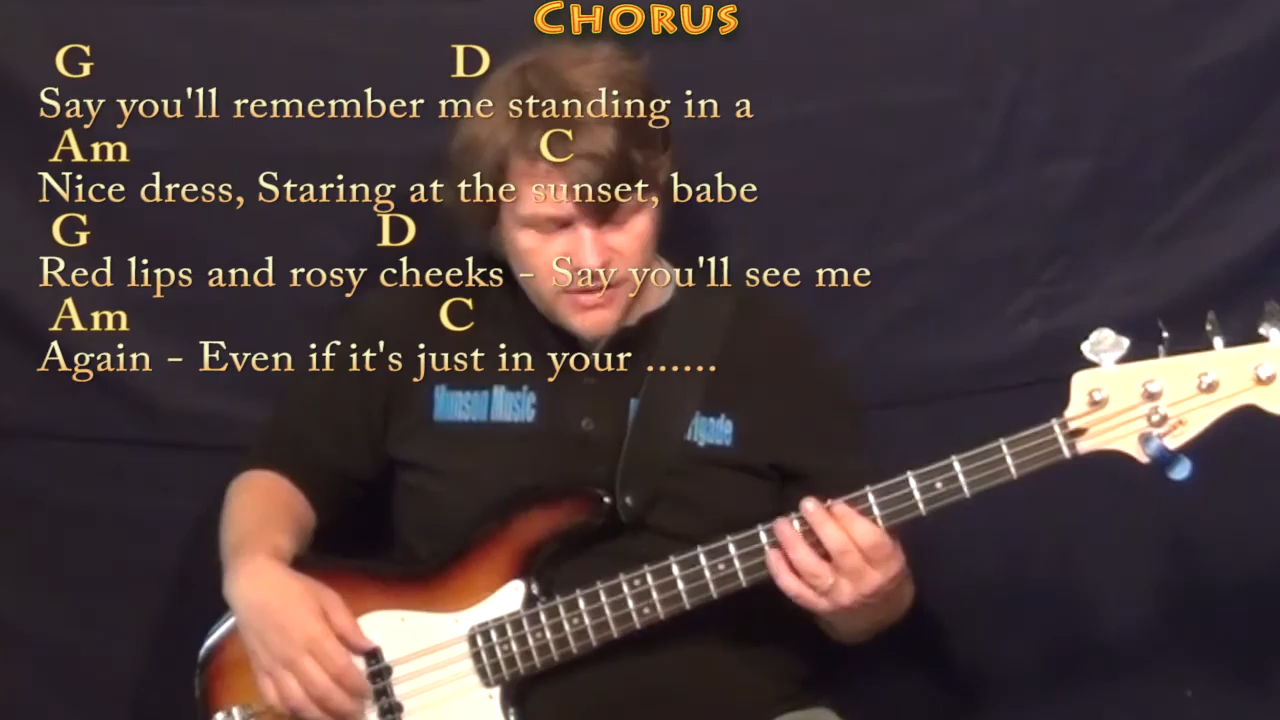 CHORUS
G D
Say you'll remember me standing in a
Am C
Nice dress, Staring at the sunset, babe
G D
Red lips and rosy cheeks - Say you'll see me
Am C
Again - Even if it's just in your ......
Munson Music